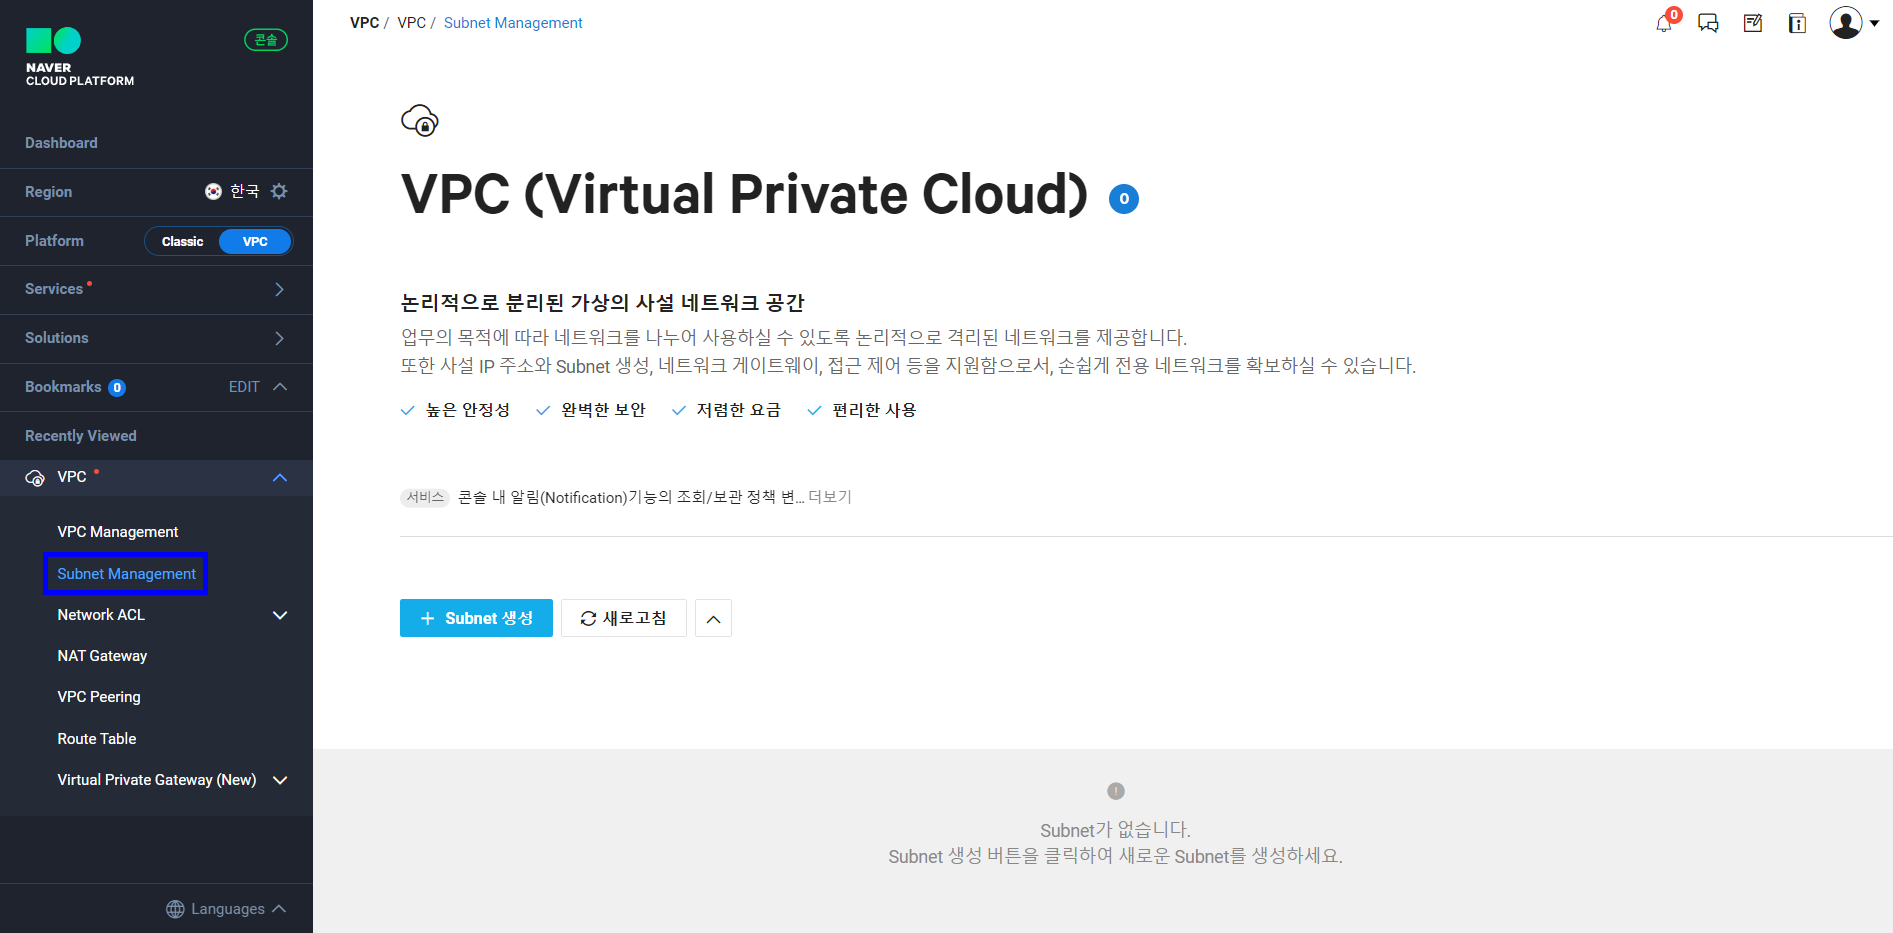 NAVER
CLOUD PLATFORM
콘솔
Dashboard
Region 한국
Platform Classic VPC
Services
Solutions
Bookmarks 0 EDIT
Recently Viewed
VPC
VPC Management
Subnet Management
Network ACL
NAT Gateway
VPC Peering
Route Table
Virtual Private Gateway (New)
Languages
VPC / VPC / Subnet Management
0
VPC (Virtual Private Cloud) 0
논리적으로 분리된 가상의 사설 네트워크 공간
업무의 목적에 따라 네트워크를 나누어 사용하실 수 있도록 논리적으로 격리된 네트워크를 제공합니다.
또한 사설 IP 주소와 Subnet 생성, 네트워크 게이트웨이, 접근 제어 등을 지원함으로서, 손쉽게 전용 네트워크를 확보하실 수 있습니다.
높은 안정성 완벽한 보안 저렴한 요금 편리한 사용
서비스 콘솔 내 알림(Notification)기능의 조회/보관 정책 변... 더보기
+ Subnet 생성 새로고침
Subnet가 없습니다.
Subnet 생성 버튼을 클릭하여 새로운 Subnet를 생성하세요.